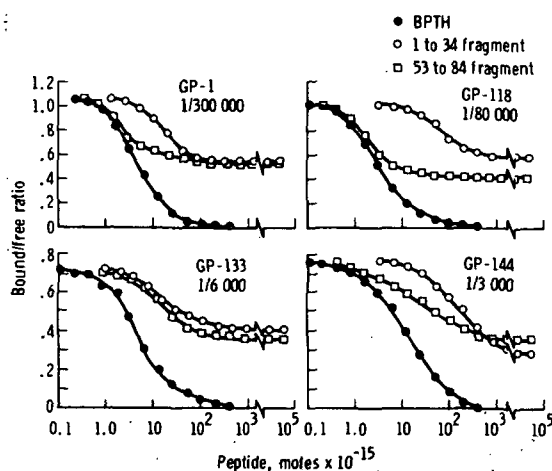 ● BPTH
○ 1 to 34 fragment
□ 53 to 84 fragment
Bound/free ratio
1.2
1.0
.8
.6
.4
.2
0
GP-1
1/300 000
GP-118
1/80 000
0.8
.6
.4
.2
0
GP-133
1/6 000
GP-144
1/3 000
0.1 1.0 10 10² 10³ 10⁵
0.1 1.0 10 10² 10³ 10⁵
Peptide, moles x 10⁻¹⁵